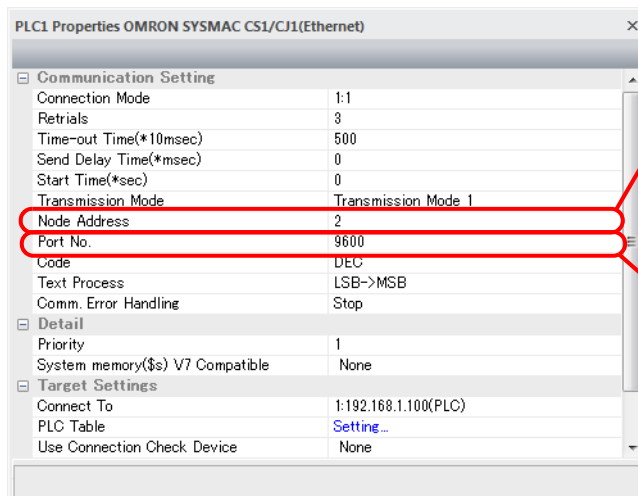 PLC1 Properties OMRON SYSMAC CS1/CJ1(Ethernet)
Communication Setting
Connection Mode 1:1
Retrials 3
Time-out Time(*10msec) 500
Send Delay Time(*msec) 0
Start Time(*sec) 0
Transmission Mode Transmission Mode 1
Node Address 2
Port No. 9600
Code DEC
Text Process LSB->MSB
Comm. Error Handling Stop
Detail
Priority 1
System memory($s) V7 Compatible None
Target Settings
Connect To 1:192.168.1.100(PLC)
PLC Table Setting...
Use Connection Check Device None